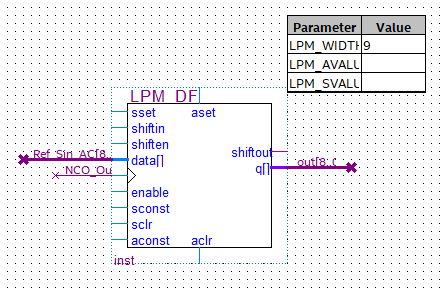 Parameter Value
LPM_WIDTH 9
LPM_AVALU
LPM_SVALU
LPM_DF
sset aset
shiftin
shiften
shiftout
Ref_Sin_AC[8..
data[]
q[]
out[8..0
NCO_Ou
enable
sconst
sclr
aconst aclr
inst